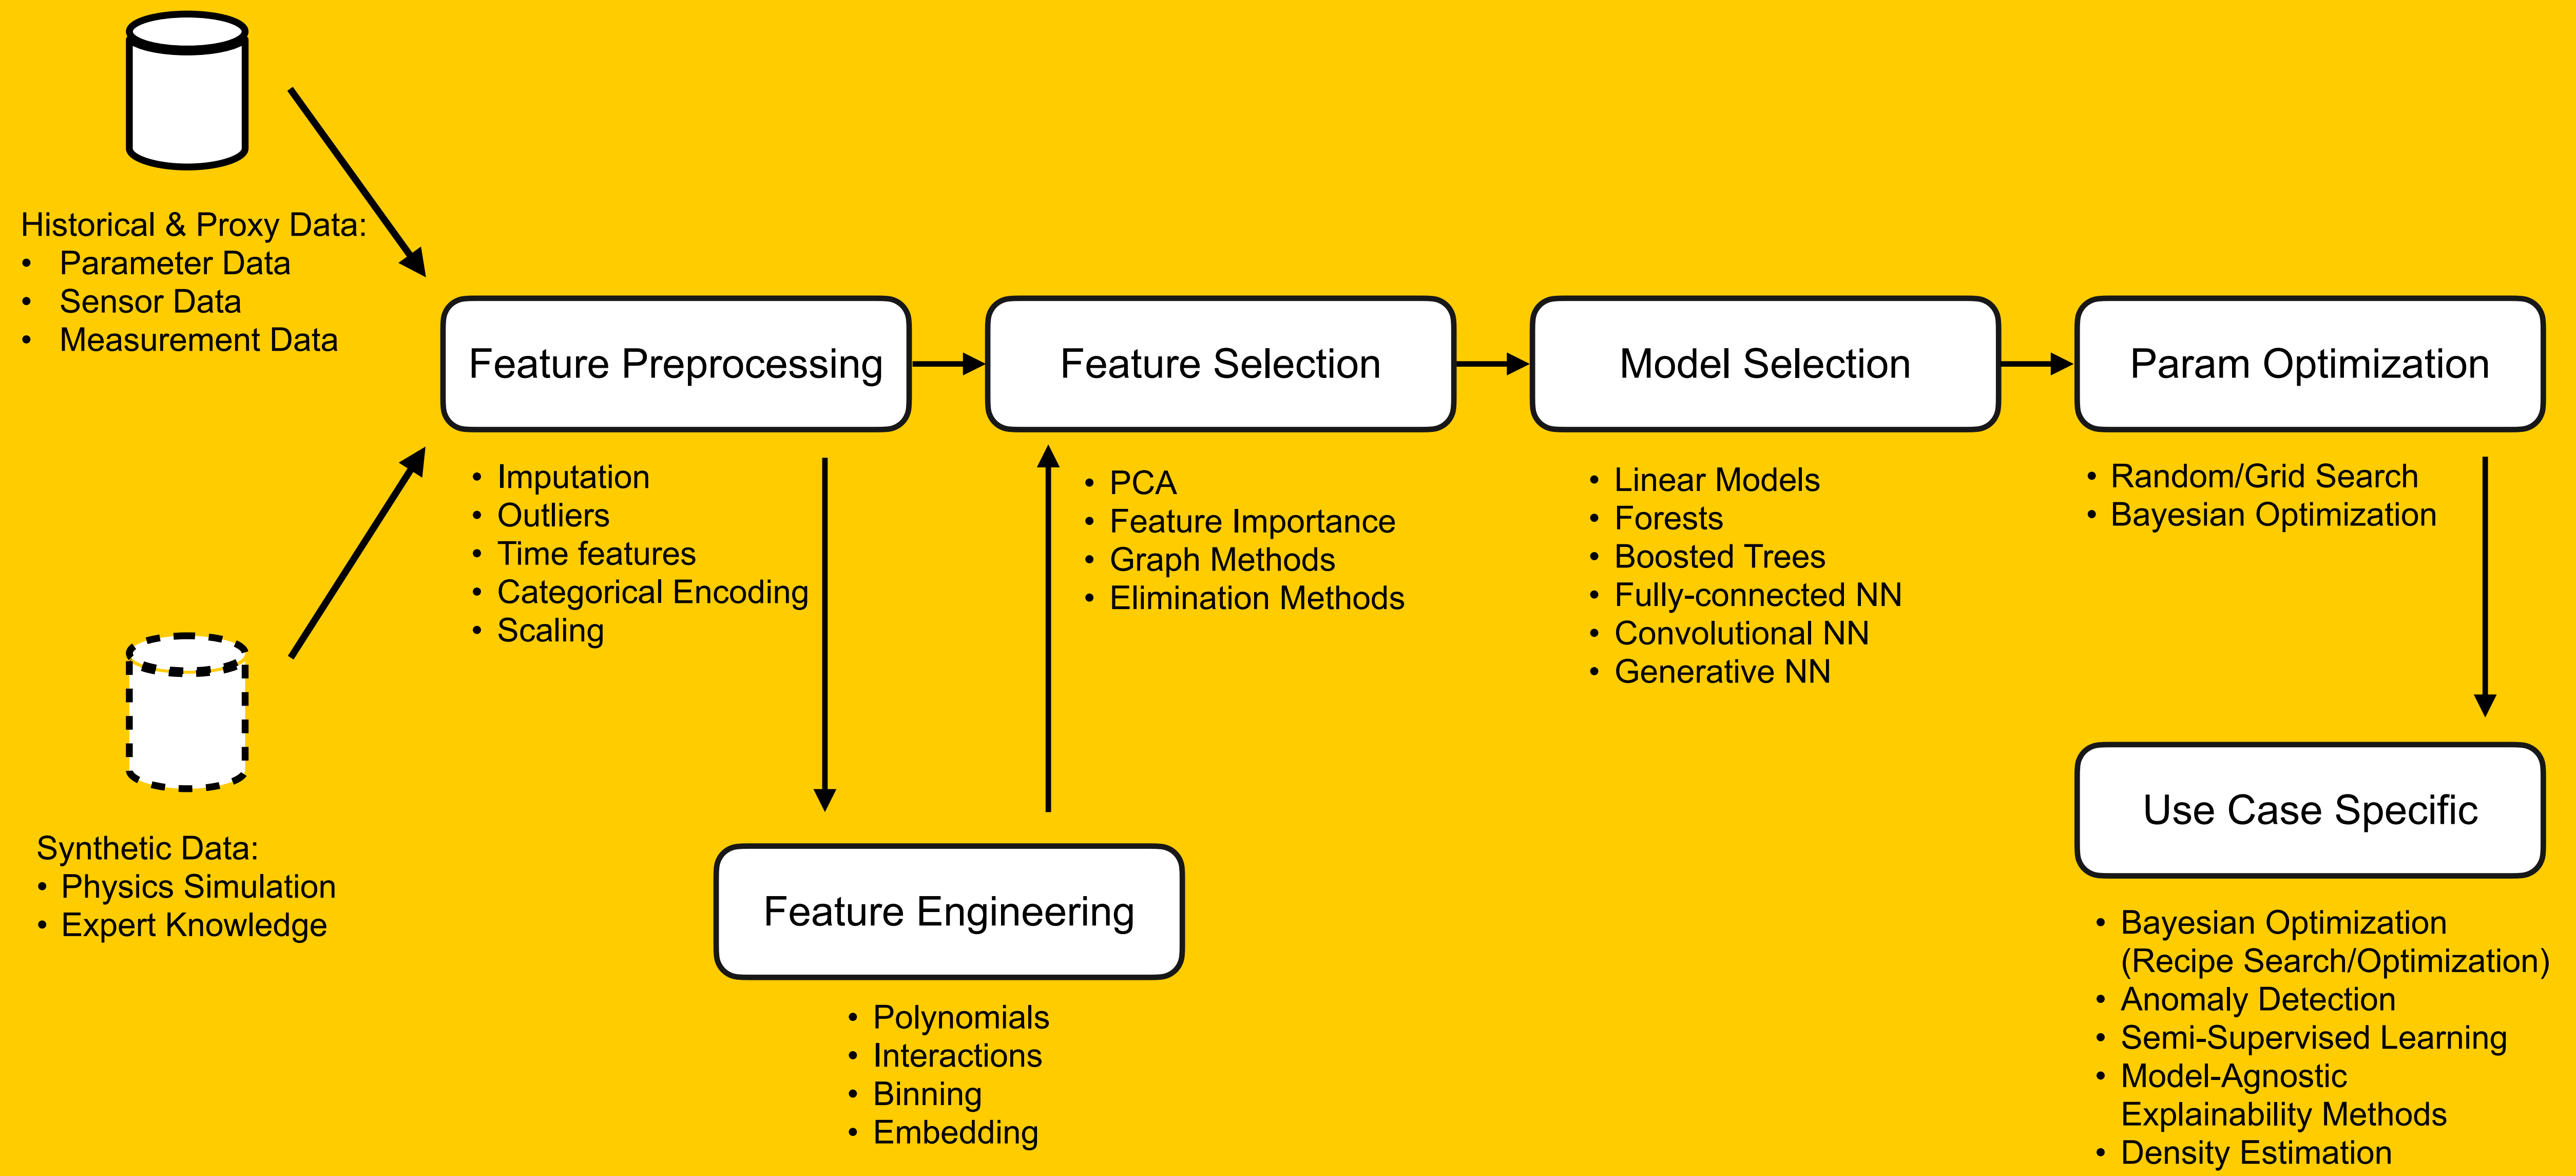 Historical & Proxy Data:
• Parameter Data
• Sensor Data
• Measurement Data
Synthetic Data:
• Physics Simulation
• Expert Knowledge
Feature Preprocessing
• Imputation
• Outliers
• Time features
• Categorical Encoding
• Scaling
Feature Engineering
• Polynomials
• Interactions
• Binning
• Embedding
Feature Selection
• PCA
• Feature Importance
• Graph Methods
• Elimination Methods
Model Selection
• Linear Models
• Forests
• Boosted Trees
• Fully-connected NN
• Convolutional NN
• Generative NN
Param Optimization
• Random/Grid Search
• Bayesian Optimization
Use Case Specific
• Bayesian Optimization
(Recipe Search/Optimization)
• Anomaly Detection
• Semi-Supervised Learning
• Model-Agnostic
Explainability Methods
• Density Estimation